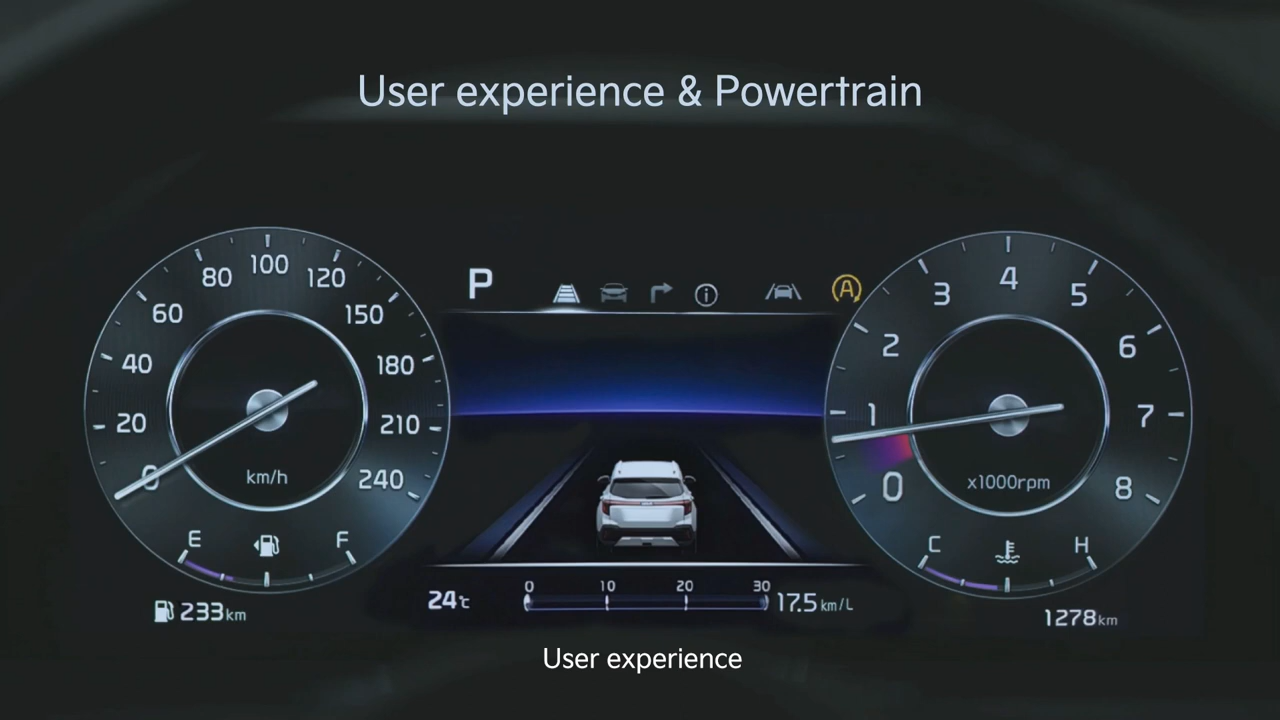 User experience & Powertrain
0
20
40
60
80
100
120
150
180
210
240
km/h
E
F
233km
P
A
24℃
0 10 20 30
17.5km/L
0
1
2
3
4
5
6
7
8
x1000rpm
C
H
1278km
User experience